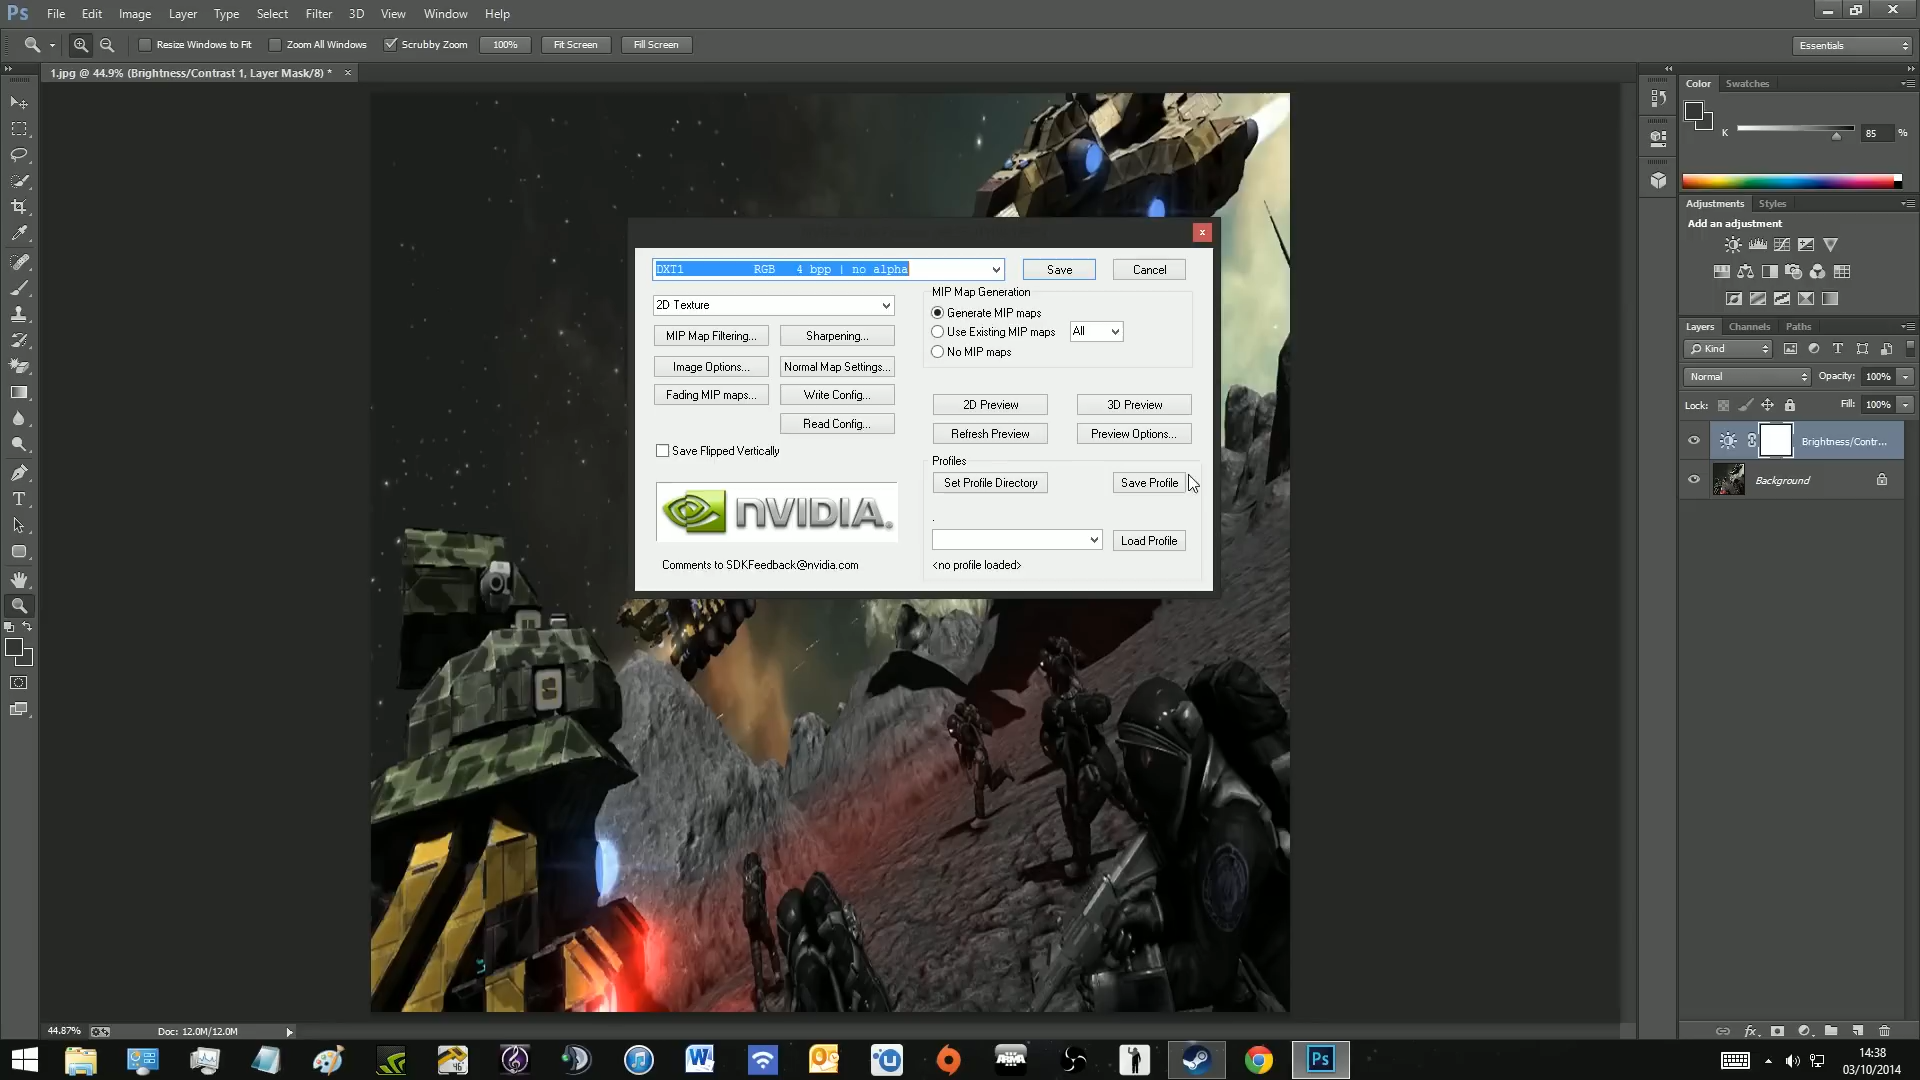 Ps File Edit Image Layer Type Select Filter 3D View Window Help
Resize Windows to Fit Zoom All Windows Scrubby Zoom 100% Fit Screen Fill Screen Essentials
1.jpg @ 44.9% (Brightness/Contrast 1, Layer Mask/8) * ×
Color Swatches
K 85 %
Adjustments Styles
Add an adjustment
Layers Channels Paths
Kind
Normal Opacity: 100%
Lock: Fill: 100%
Brightness/Contr...
Background
DXT1 RGB 4 bpp | no alpha
Save Cancel
2D Texture
MIP Map Generation
Generate MIP maps
Use Existing MIP maps All
No MIP maps
MIP Map Filtering... Sharpening...
Image Options... Normal Map Settings...
Fading MIP maps... Write Config...
Read Config...
2D Preview 3D Preview
Refresh Preview Preview Options...
Save Flipped Vertically
Profiles
Set Profile Directory Save Profile
.
Load Profile
<no profile loaded>
NVIDIA.
Comments to SDKFeedback@nvidia.com
44.87% Doc: 12.0M/12.0M
Ps
14:38
03/10/2014